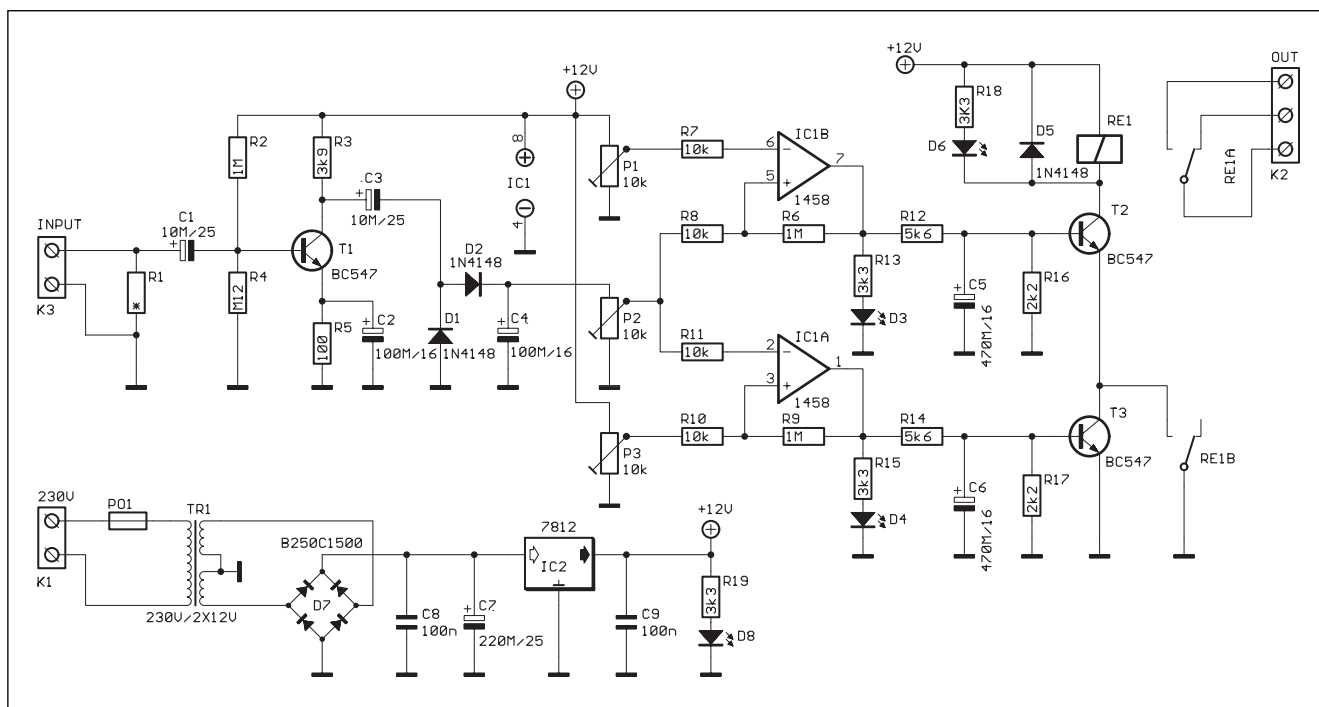 +12V
OUT
+12V
R18
3K3
RE1
D5
D6
1N4148
RE1A
K2
R2
1M
R3
3k9
8
IC1
4
R7
10k
6
IC1B
7
P1
10k
5
1458
C3
10M/25
INPUT
C1
10M/25
T1
BC547
R8
10k
R6
1M
R12
5k6
T2
BC547
D2
1N4148
R13
3k3
C5
470M/16
R16
2k2
K3
R1
*
R4
M12
R5
100
C2
100M/16
D1
1N4148
C4
100M/16
P2
10k
D3
R11
10k
2
IC1A
1
3
1458
R10
10k
R9
1M
R14
5k6
T3
BC547
P3
10k
R15
3k3
C6
470M/16
R17
2k2
RE1B
D4
230V
PO1
TR1
K1
230V/2X12V
B250C1500
D7
C8
100n
C7
220M/25
7812
IC2
C9
100n
+12V
R19
3k3
D8